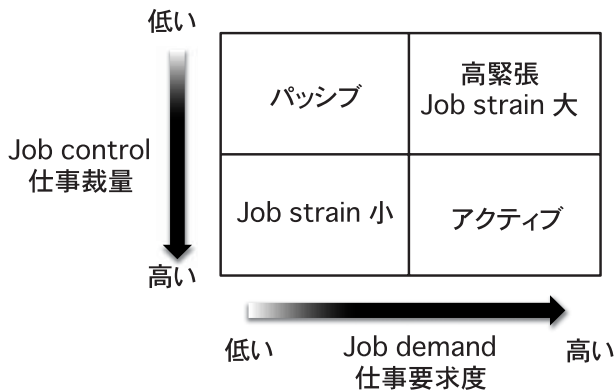 低い
パッシブ
高緊張
Job strain 大
Job control
仕事裁量
Job strain 小
アクティブ
高い
低い
Job demand
仕事要求度
高い